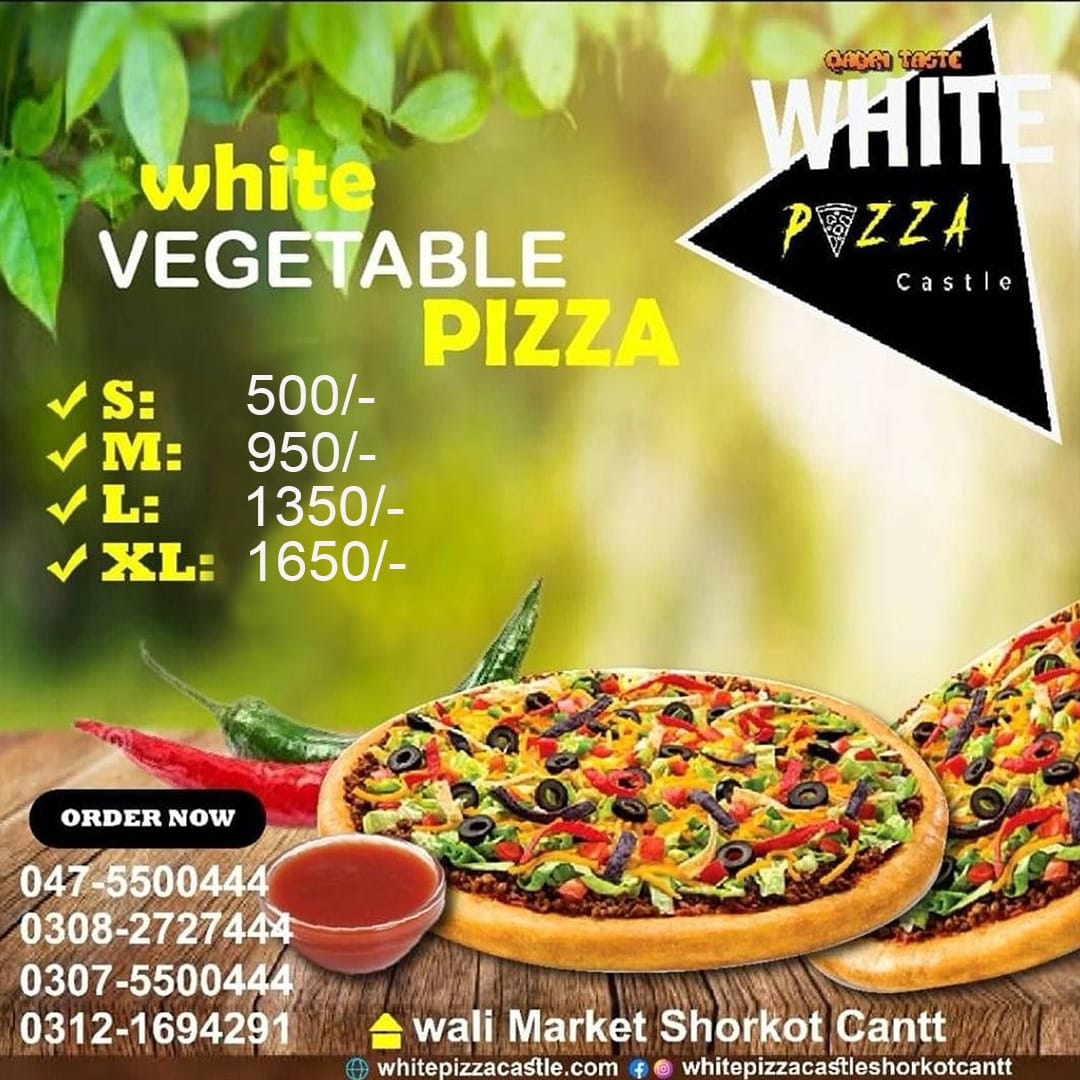 QADRI TASTE
WHITE
PIZZA
Castle
white
VEGETABLE
PIZZA
S: 500/-
M: 950/-
L: 1350/-
XL: 1650/-
ORDER NOW
047-5500444
0308-2727444
0307-5500444
0312-1694291
wali Market Shorkot Cantt
whitepizzacastle.com whitepizzacastleshorkotcantt